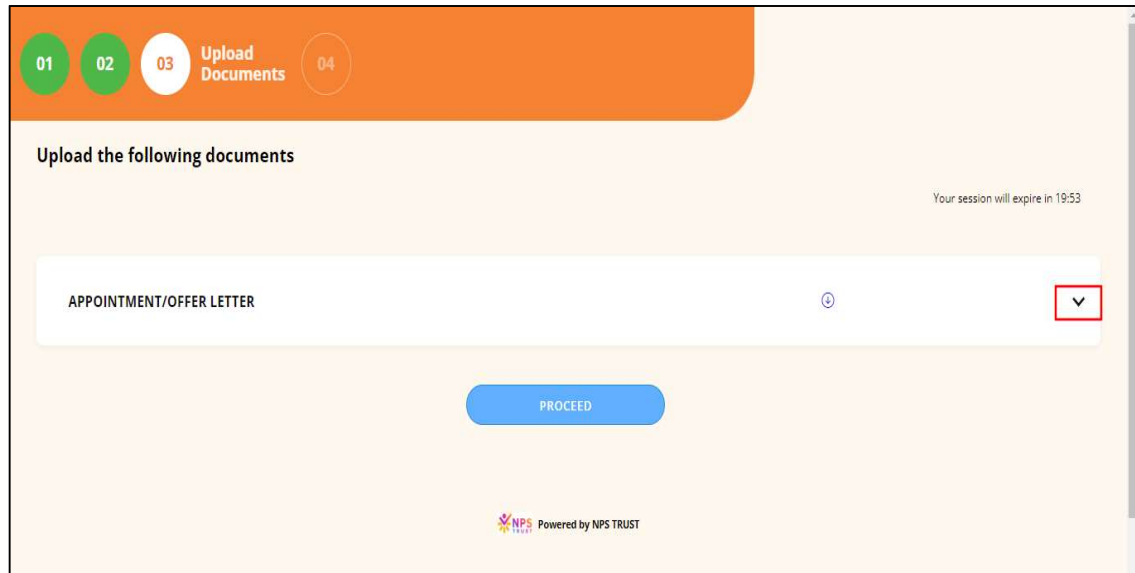 01 02 03 Upload Documents 04
Upload the following documents
Your session will expire in 19:53
APPOINTMENT/OFFER LETTER
PROCEED
NPS TRUST Powered by NPS TRUST